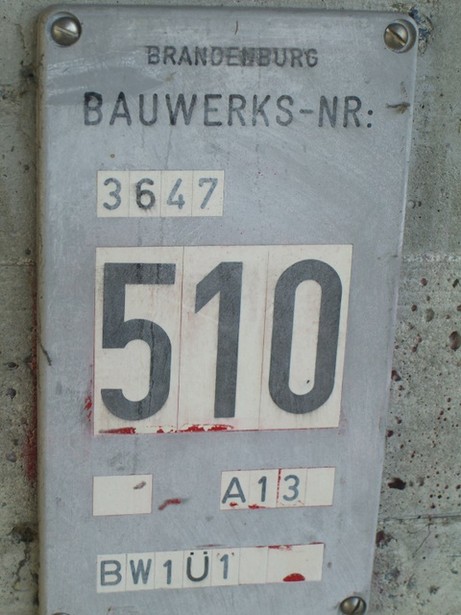 BRANDENBURG
BAUWERKS-NR:
3647
510
A13
BW1Ü1